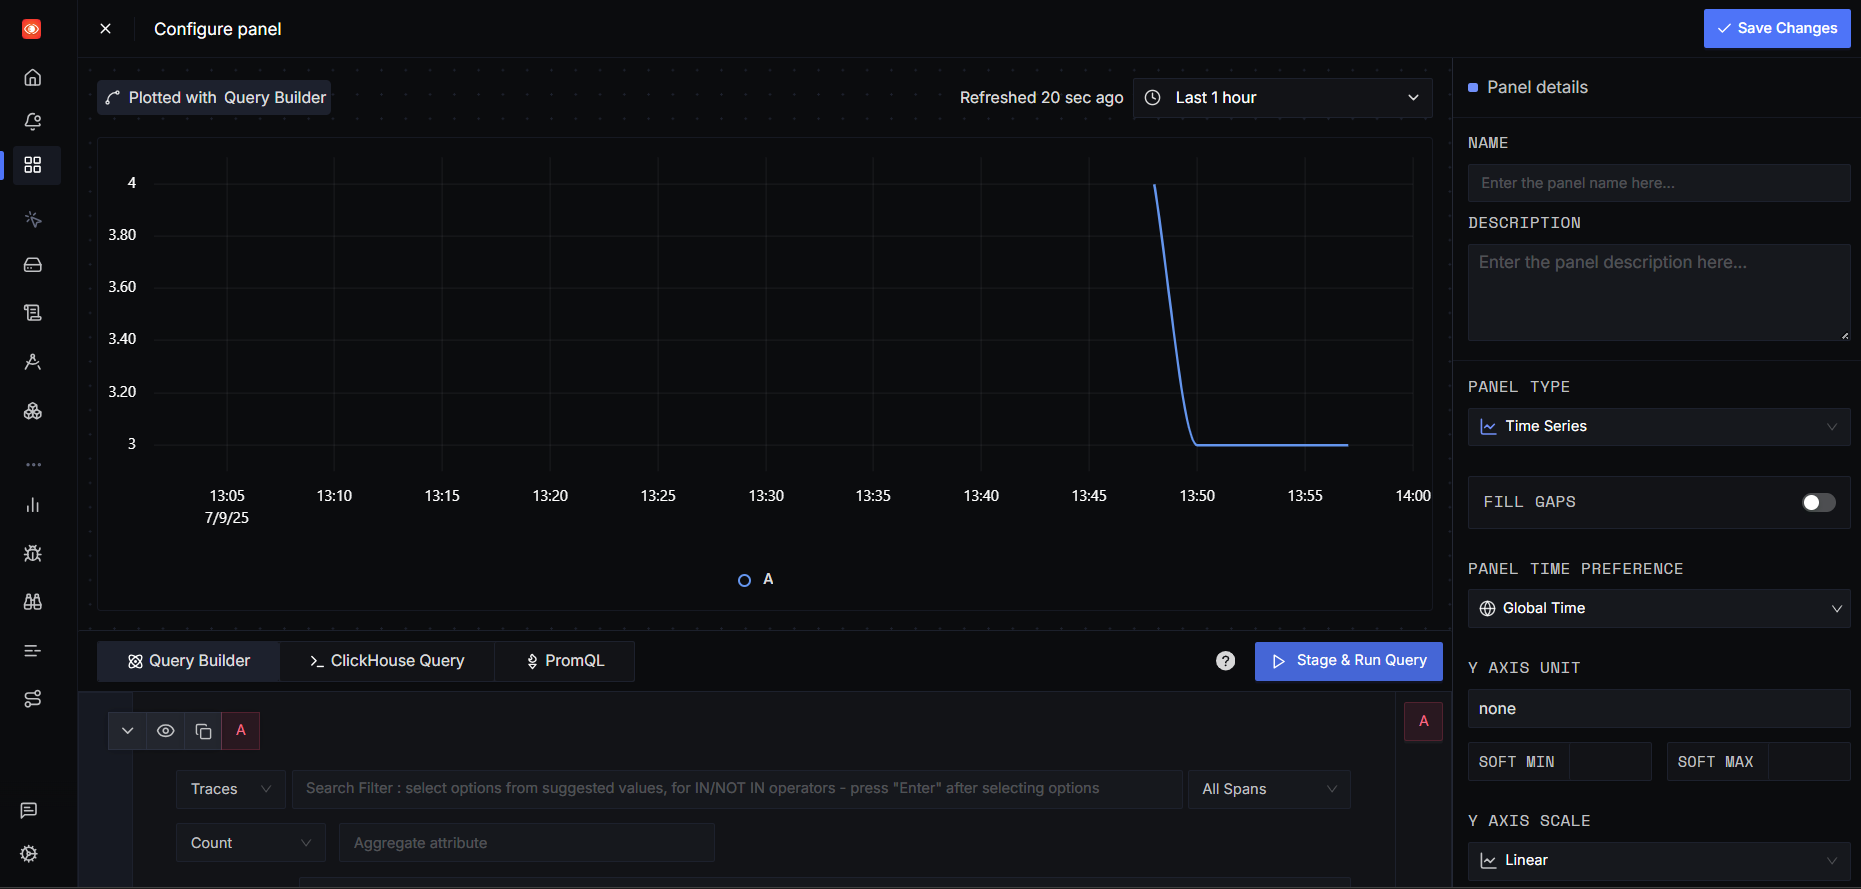 Configure panel
Save Changes
Plotted with Query Builder
Refreshed 20 sec ago
Last 1 hour
4
3.80
3.60
3.40
3.20
3
13:05
13:10
13:15
13:20
13:25
13:30
13:35
13:40
13:45
13:50
13:55
14:00
7/9/25
A
Query Builder
ClickHouse Query
PromQL
?
Stage & Run Query
A
A
Traces
Search Filter : select options from suggested values, for IN/NOT IN operators - press "Enter" after selecting options
All Spans
Count
Aggregate attribute
Panel details
NAME
Enter the panel name here...
DESCRIPTION
Enter the panel description here...
PANEL TYPE
Time Series
FILL GAPS
PANEL TIME PREFERENCE
Global Time
Y AXIS UNIT
none
SOFT MIN
SOFT MAX
Y AXIS SCALE
Linear